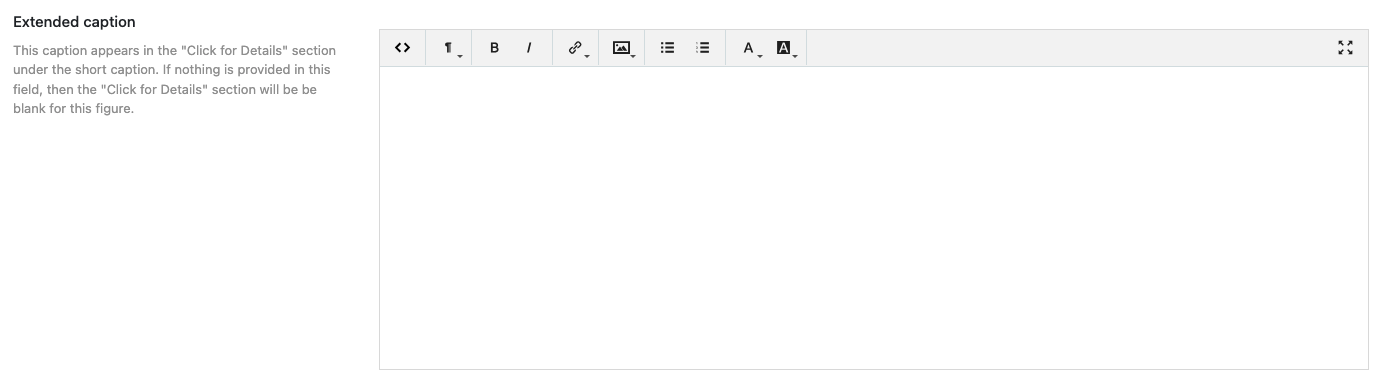 Extended caption
This caption appears in the "Click for Details" section
under the short caption. If nothing is provided in this
field, then the "Click for Details" section will be be
blank for this figure.
¶ B I A A